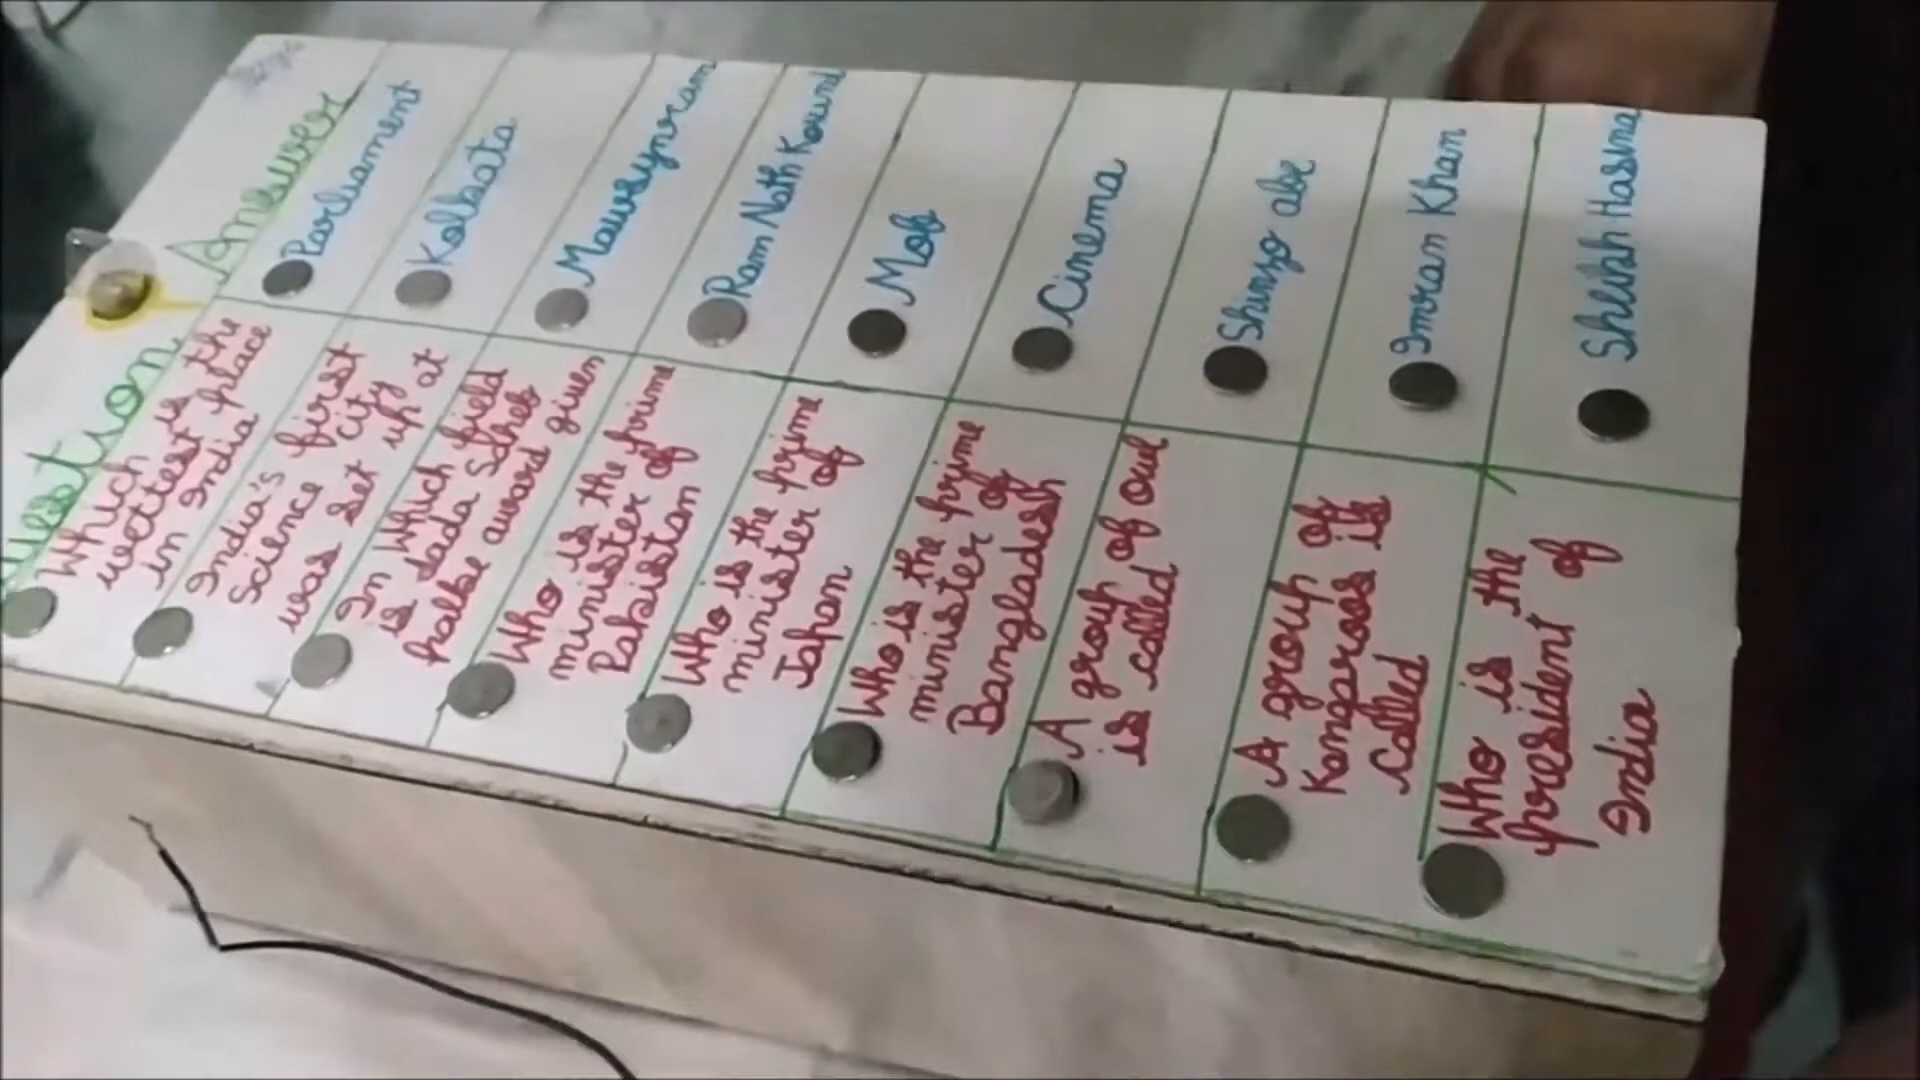 Question
Answer
Which
wettest is the
in India place
Parliament
India's first
Science city
was set up at
Kolkata
In Which field
is dada Saheb
palke award given
Mawsynram
Who is the prime
minister of
Pakistan
Ram Nath Kovind
Who is the prime
minister of
Japan
Mob
Who is the prime
minister of
Bangladesh
Cinema
A group of owl
is called
Shinzo abe
A group of
Kangaroos is
Called
Imran Khan
Who is the
president of
India
Sheikh Hasina